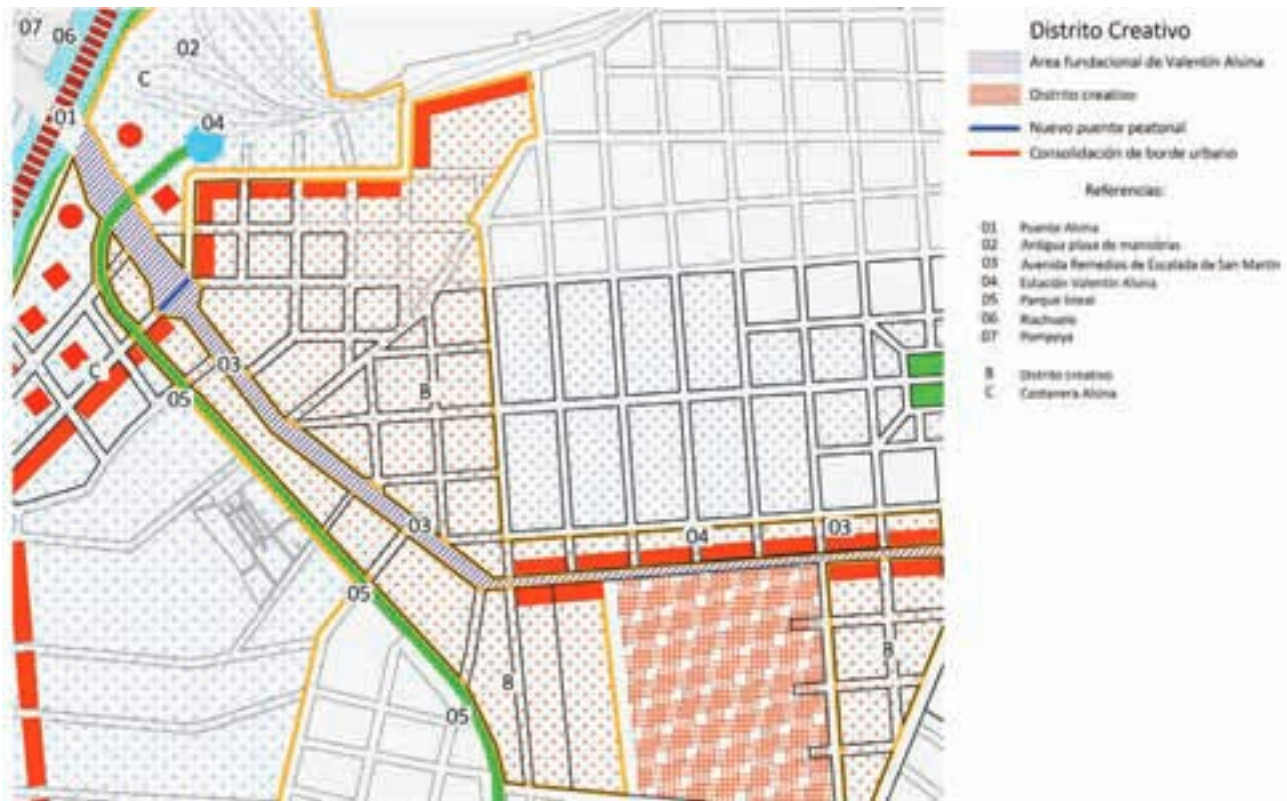 07
06
02
C
01
04
03
B
C
05
03
04
03
05
B
B
05
Distrito Creativo
Area fundacional de Valentín Alsina
Distrito creativo
Nuevo puente peatonal
Consolidación de borde urbano
Referencias:
01 Puente Alsina
02 Antigua playa de maniobras
03 Avenida Remedios de Escalada de San Martín
04 Estación Valentín Alsina
05 Parque lineal
06 Riachuelo
07 Pompeya
B Distrito creativo
C Costanera Alsina